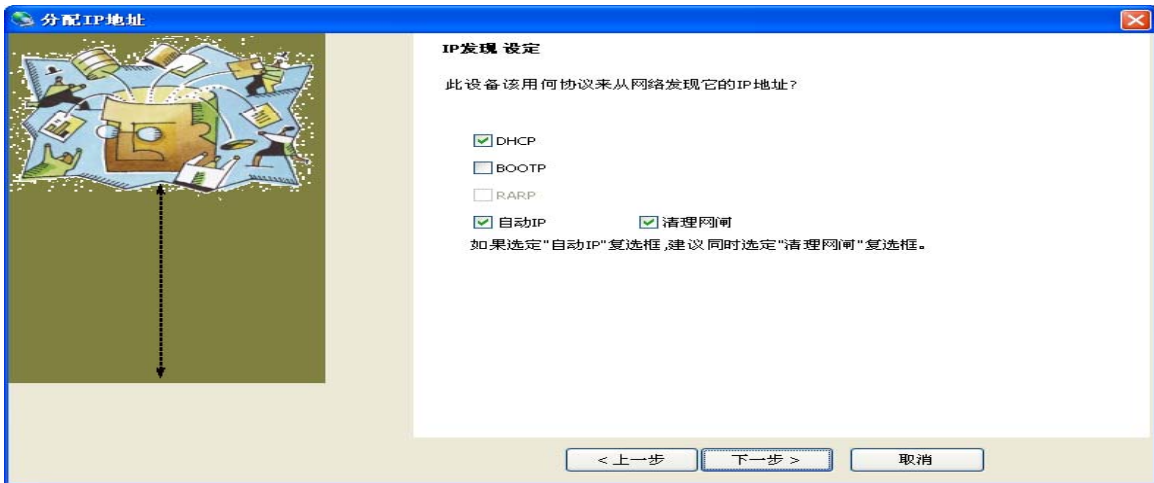 分配IP地址
IP发现 设定
此设备该用何协议来从网络发现它的IP地址?
DHCP
BOOTP
RARP
自动IP 清理网闸
如果选定"自动IP"复选框,建议同时选定"清理网闸"复选框。
<上一步 下一步> 取消